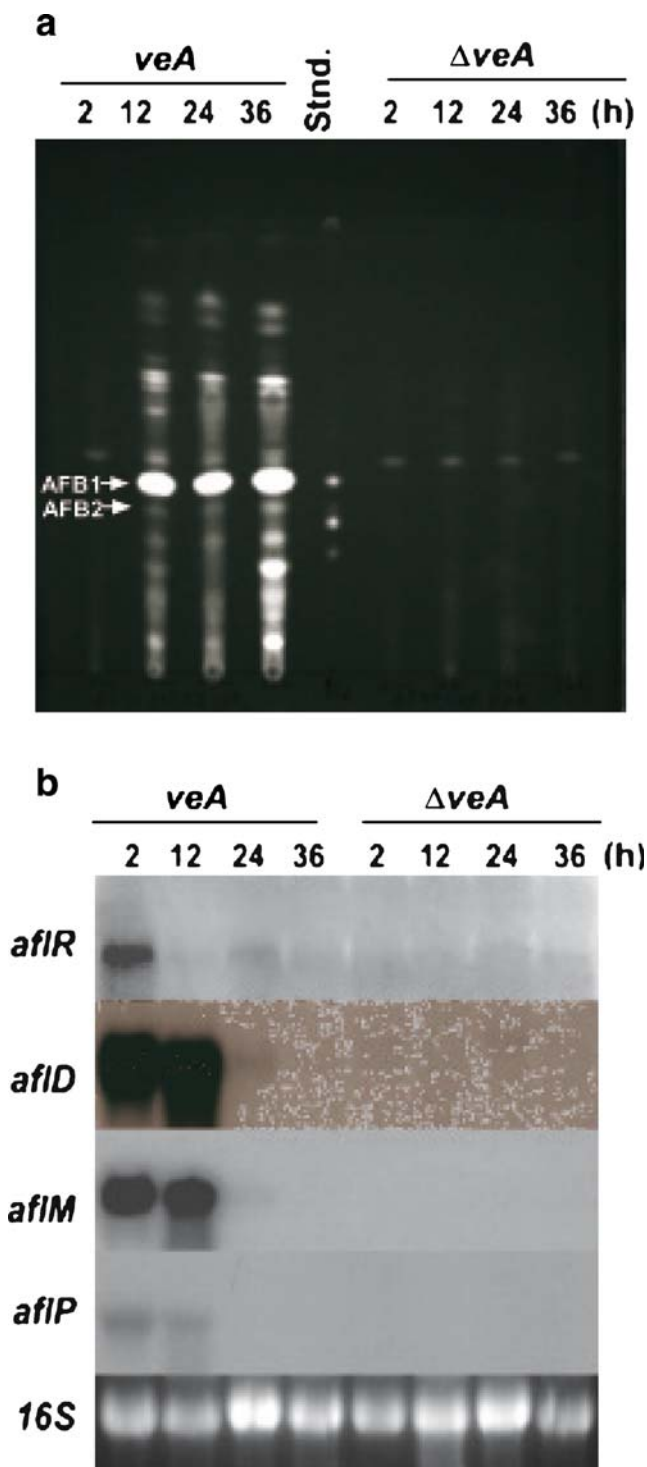 a
veA Stnd. ΔveA
2 12 24 36 2 12 24 36 (h)
AFB1
AFB2
b
veA ΔveA
2 12 24 36 2 12 24 36 (h)
aflR
aflD
aflM
aflP
16S